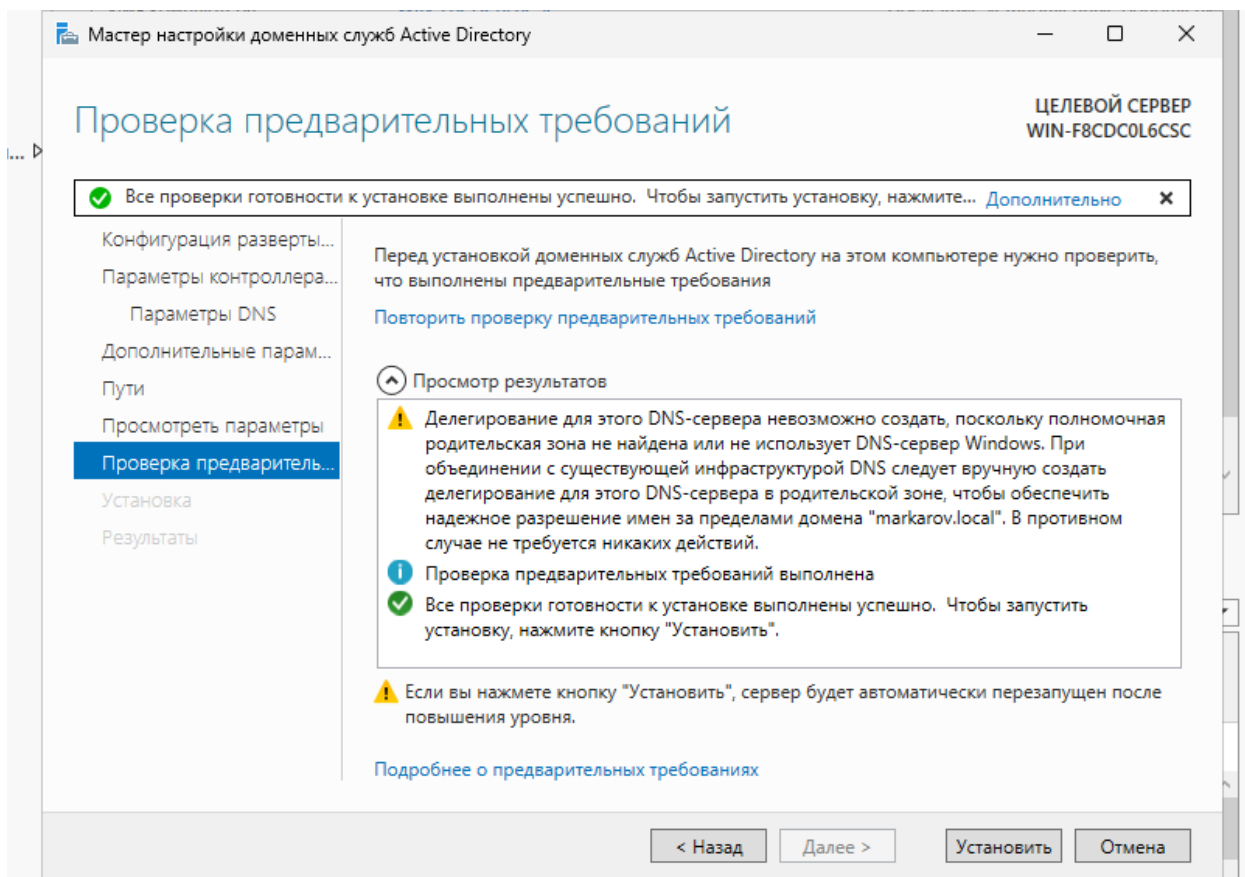 Мастер настройки доменных служб Active Directory
Проверка предварительных требований
ЦЕЛЕВОЙ СЕРВЕР
WIN-F8CDC0L6CSC
Все проверки готовности к установке выполнены успешно. Чтобы запустить установку, нажмите... Дополнительно
Конфигурация разверты...
Параметры контроллера...
Параметры DNS
Дополнительные парам...
Пути
Просмотреть параметры
Проверка предваритель...
Установка
Результаты
Перед установкой доменных служб Active Directory на этом компьютере нужно проверить,
что выполнены предварительные требования
Повторить проверку предварительных требований
Просмотр результатов
Делегирование для этого DNS-сервера невозможно создать, поскольку полномочная
родительская зона не найдена или не использует DNS-сервер Windows. При
объединении с существующей инфраструктурой DNS следует вручную создать
делегирование для этого DNS-сервера в родительской зоне, чтобы обеспечить
надежное разрешение имен за пределами домена "markarov.local". В противном
случае не требуется никаких действий.
Проверка предварительных требований выполнена
Все проверки готовности к установке выполнены успешно. Чтобы запустить
установку, нажмите кнопку "Установить".
Если вы нажмете кнопку "Установить", сервер будет автоматически перезапущен после
повышения уровня.
Подробнее о предварительных требованиях
< Назад
Далее >
Установить
Отмена